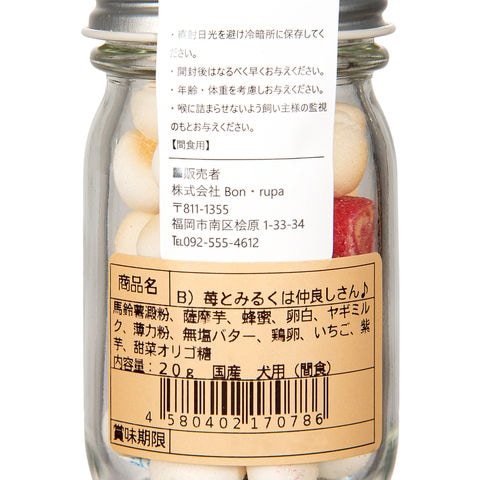 ・直射日光を避け冷暗所に保存してく
ださい。
・開封後はなるべく早くお与えください。
・年齢・体重を考慮しお与えください。
・喉に詰まらせないよう飼い主様の監視
のもとお与えください。
【間食用】
■販売者
株式会社 Bon・rupa
〒811-1355
福岡市南区桧原 1-33-34
TEL092-555-4612
商品名 B）苺とみるくは仲良しさん♪
馬鈴薯澱粉、薩摩芋、蜂蜜、卵白、ヤギミル
ク、薄力粉、無塩バター、鶏卵、いちご、紫
芋、甜菜オリゴ糖
内容量：20g 国産 犬用（間食）
4 580402 170786
賞味期限